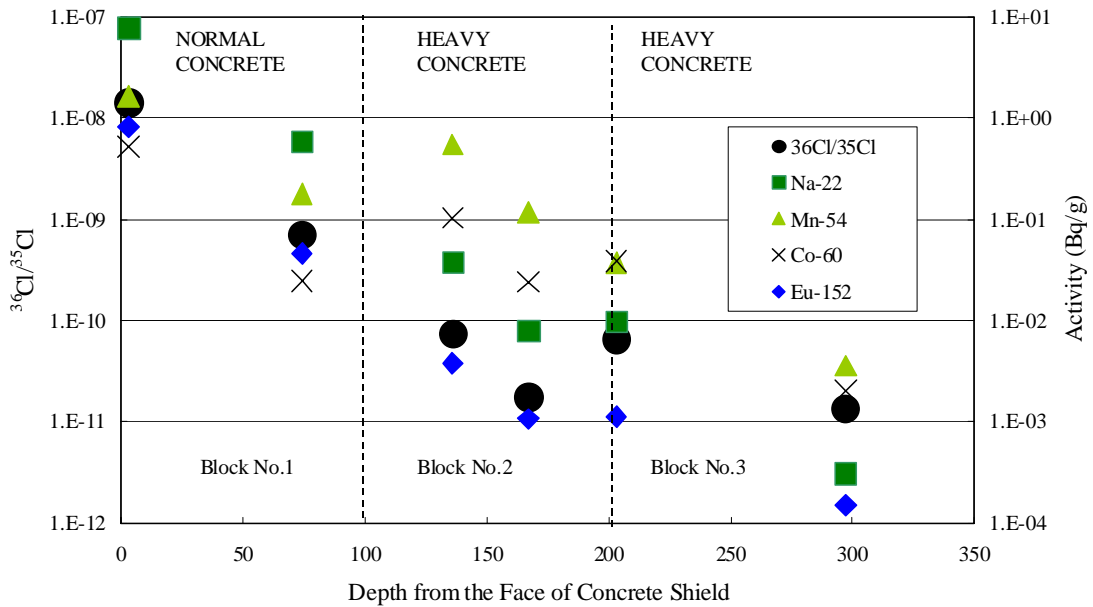 1.E-07
1.E-08
1.E-09
1.E-10
1.E-11
1.E-12
³⁶Cl/³⁵Cl
NORMAL
CONCRETE
HEAVY
CONCRETE
HEAVY
CONCRETE
36Cl/35Cl
Na-22
Mn-54
Co-60
Eu-152
Block No.1
Block No.2
Block No.3
1.E+01
1.E+00
1.E-01
1.E-02
1.E-03
1.E-04
Activity (Bq/g)
0 50 100 150 200 250 300 350
Depth from the Face of Concrete Shield